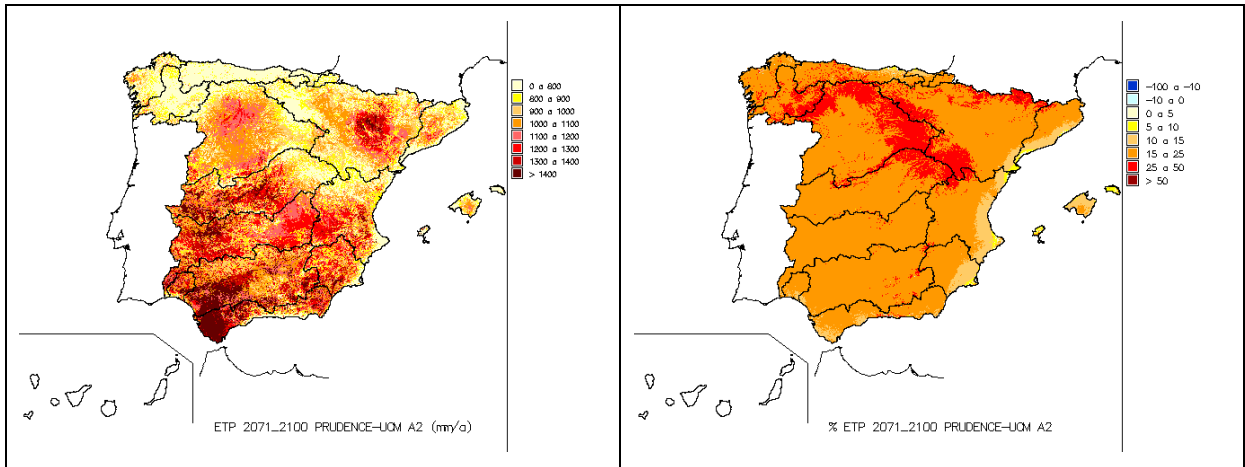 0 a 800
800 a 900
900 a 1000
1000 a 1100
1100 a 1200
1200 a 1300
1300 a 1400
> 1400
ETP 2071_2100 PRUDENCE-UCM A2 (mm/a)
-100 a -10
-10 a 0
0 a 5
5 a 10
10 a 15
15 a 25
25 a 50
> 50
% ETP 2071_2100 PRUDENCE-UCM A2